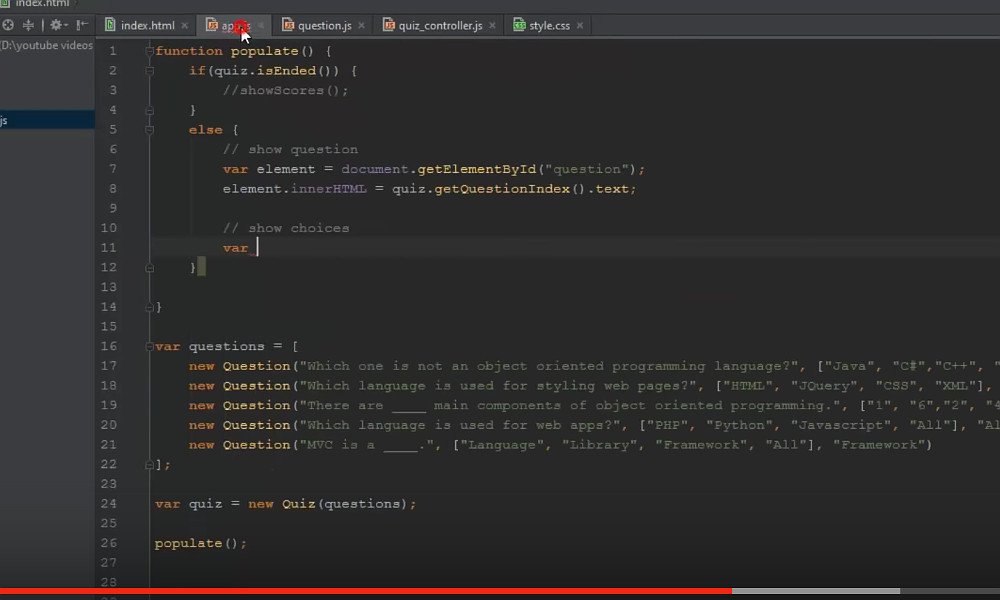 index.html
index.html question.js quiz_controller.js style.css
(D:\youtube videos
js
1 function populate() {
2 if(quiz.isEnded()) {
3 //showScores();
4 }
5 else {
6 // show question
7 var element = document.getElementById("question");
8 element.innerHTML = quiz.getQuestionIndex().text;
9
10 // show choices
11 var
12 }
13
14 }
15
16 var questions = [
17 new Question("Which one is not an object oriented programming language?", ["Java", "C#","C++", "
18 new Question("Which language is used for styling web pages?", ["HTML", "JQuery", "CSS", "XML"],
19 new Question("There are ____ main components of object oriented programming.", ["1", "6","2", "4
20 new Question("Which language is used for web apps?", ["PHP", "Python", "Javascript", "All"], "Al
21 new Question("MVC is a ____.", ["Language", "Library", "Framework", "All"], "Framework")
22 ];
23
24 var quiz = new Quiz(questions);
25
26 populate();
27
28